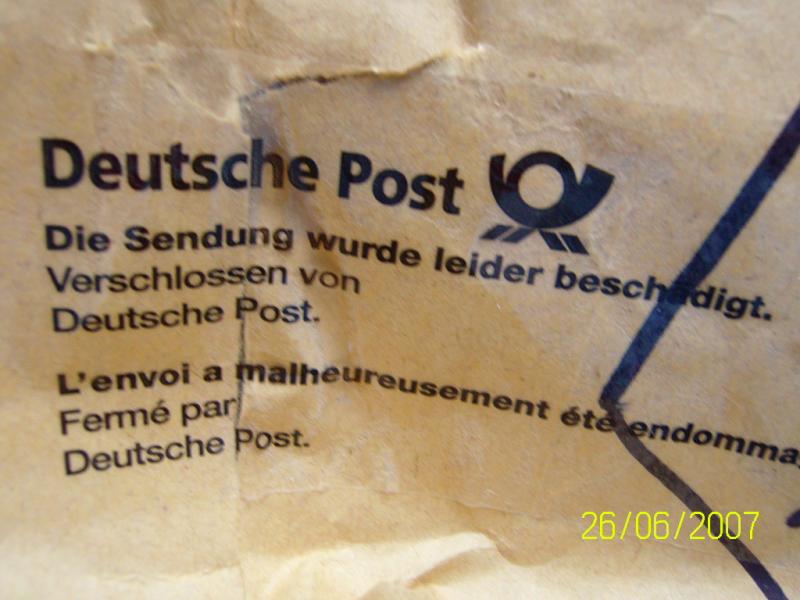 Deutsche Post
Die Sendung wurde leider beschädigt.
Verschlossen von
Deutsche Post.
L'envoi a malheureusement été endomma
Fermé par
Deutsche Post.
26/06/2007